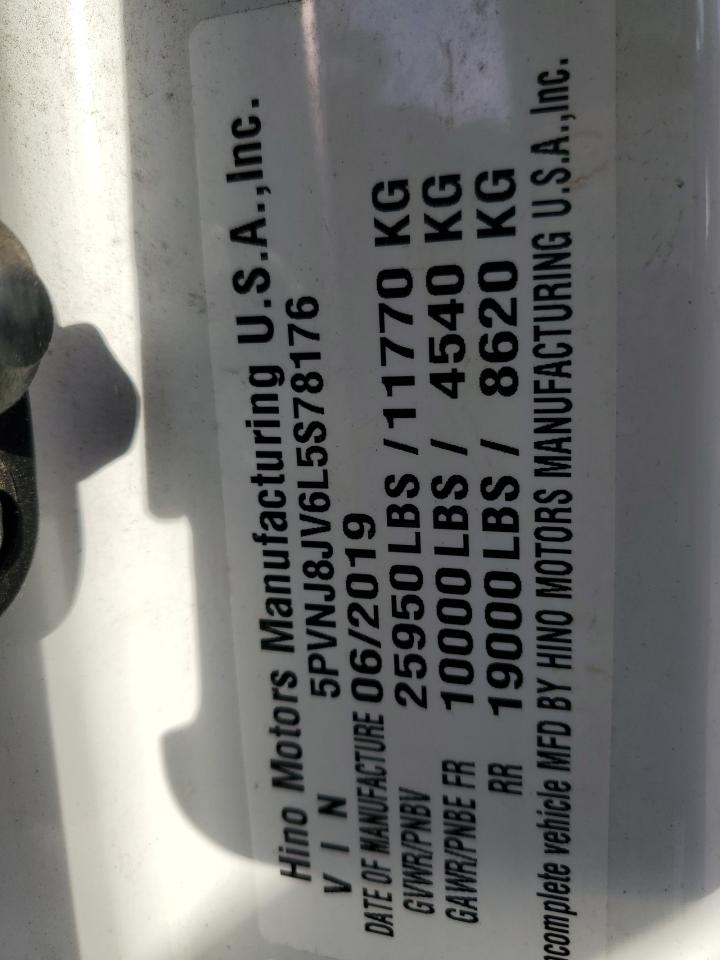 Hino Motors Manufacturing U.S.A.,Inc.
V I N 5PVNJ8JV6L5S78176
DATE OF MANUFACTURE 06/2019
GVWR/PNBV 25950 LBS / 11770 KG
GAWR/PNBE FR 10000 LBS / 4540 KG
RR 19000 LBS / 8620 KG
incomplete vehicle MFD BY HINO MOTORS MANUFACTURING U.S.A.,Inc.